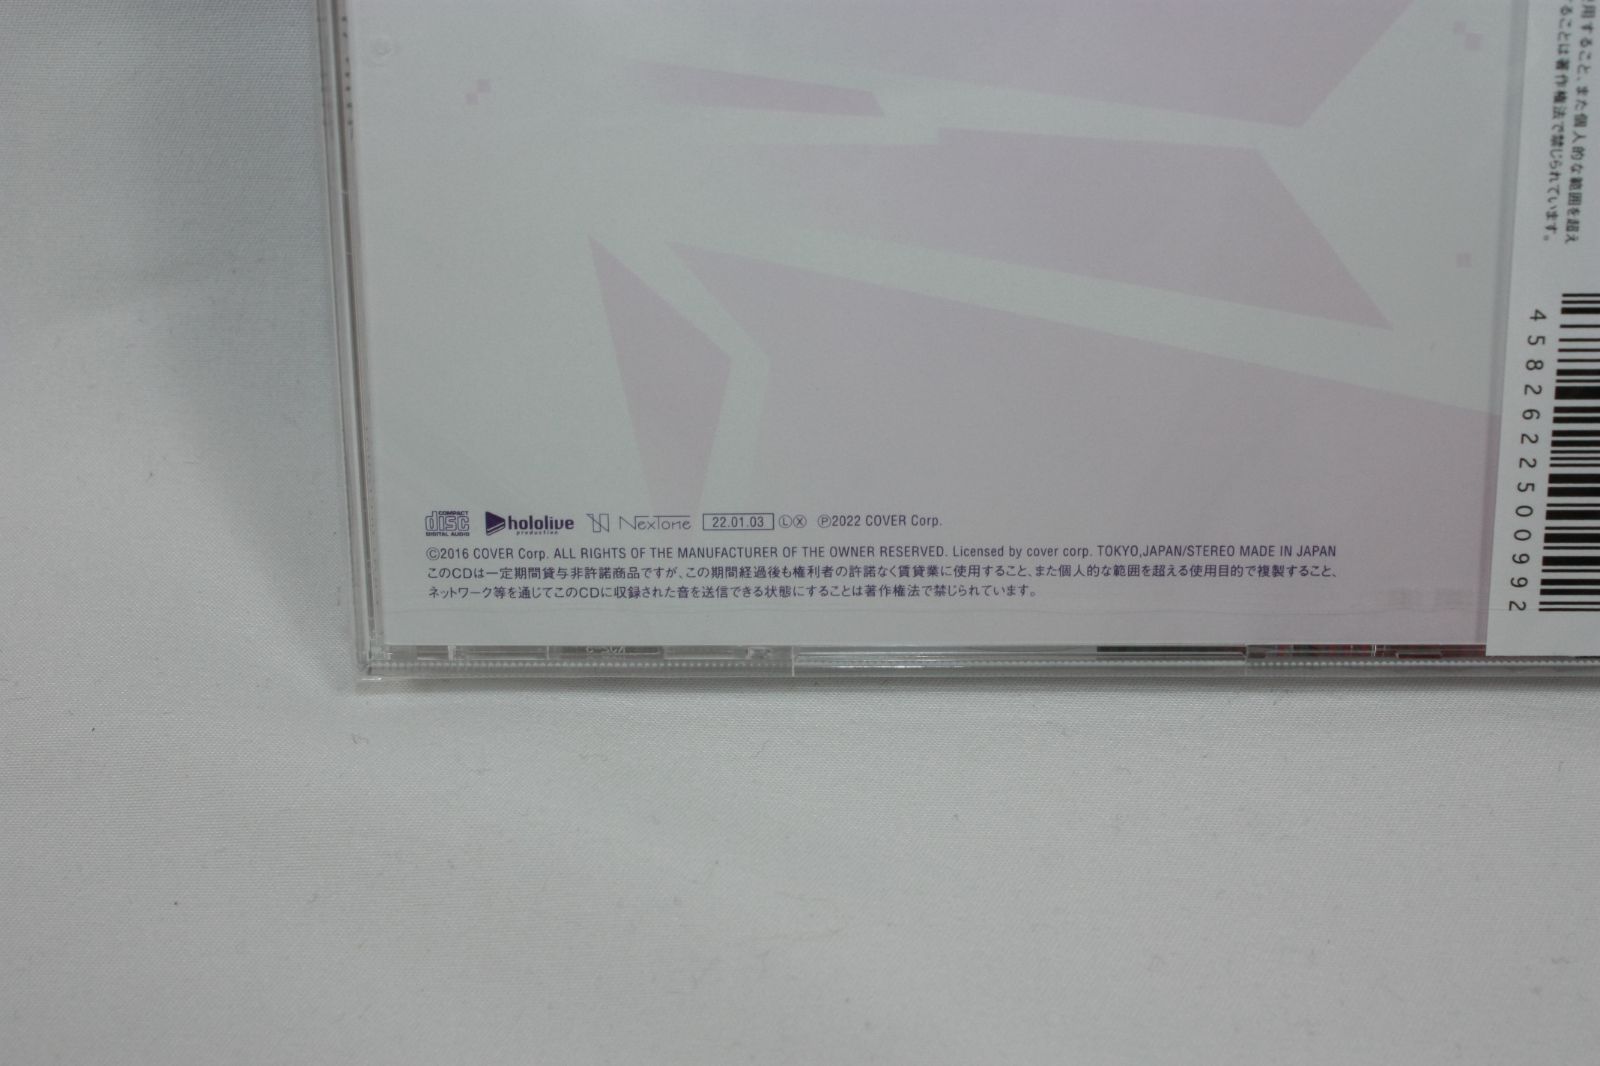 COMPACT disc DIGITAL AUDIO hololive production NexTone 22.01.03 ⓁⓍ Ⓟ2022 COVER Corp.
©2016 COVER Corp. ALL RIGHTS OF THE MANUFACTURER OF THE OWNER RESERVED. Licensed by cover corp. TOKYO,JAPAN/STEREO MADE IN JAPAN
このCDは一定期間貸与非許諾商品ですが、この期間経過後も権利者の許諾なく賃貸業に使用すること、また個人的な範囲を超える使用目的で複製すること、
ネットワーク等を通じてこのCDに収録された音を送信できる状態にすることは著作権法で禁じられています。
用すること、また個人的な範囲を超え
ることは著作権法で禁じられています。
4582622500992